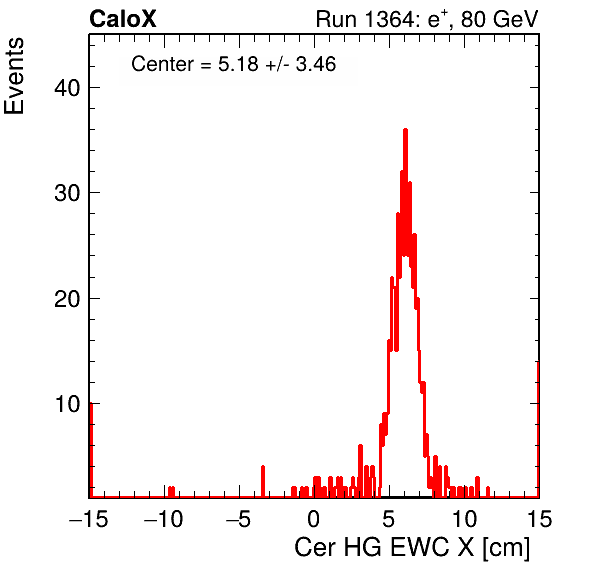 CaloX Run 1364: e⁺, 80 GeV
Center = 5.18 +/- 3.46
Events
40
30
20
10
−15 −10 −5 0 5 10 15
Cer HG EWC X [cm]